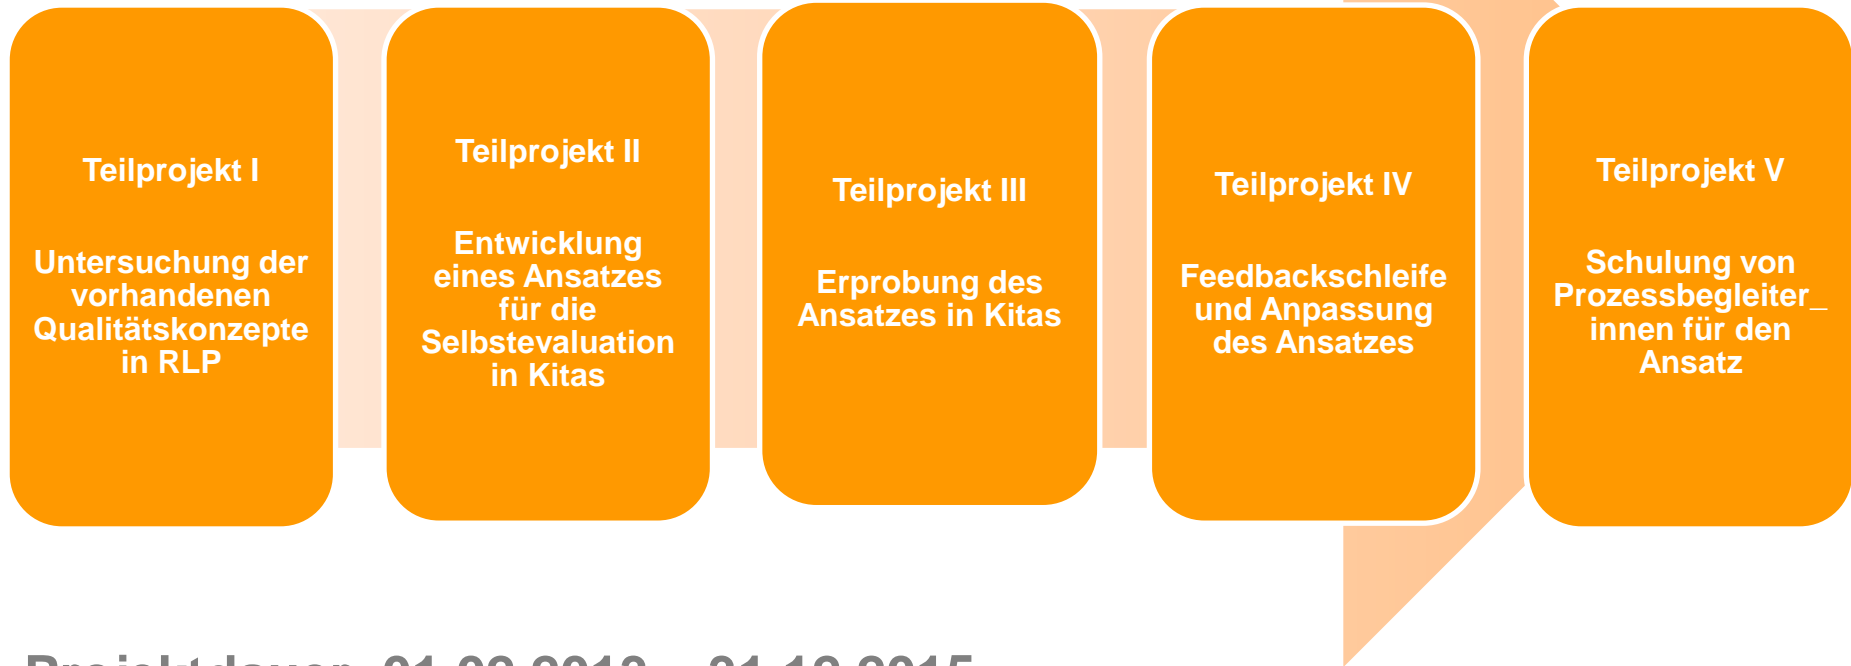 Teilprojekt I
Untersuchung der
vorhandenen
Qualitätskonzepte
in RLP
Teilprojekt II
Entwicklung
eines Ansatzes
für die
Selbstevaluation
in Kitas
Teilprojekt III
Erprobung des
Ansatzes in Kitas
Teilprojekt IV
Feedbackschleife
und Anpassung
des Ansatzes
Teilprojekt V
Schulung von
Prozessbegleiter_
innen für den
Ansatz